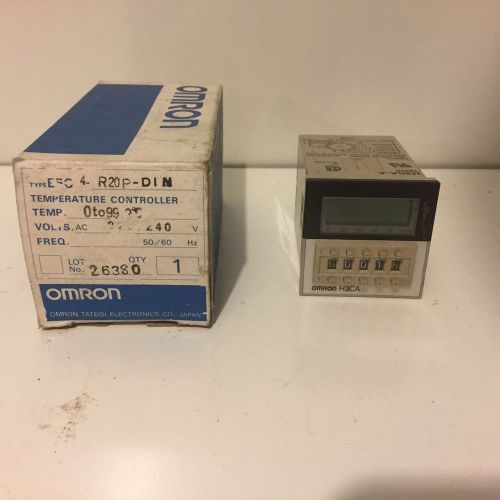 OMRON
TYPE E5C 4- R20P-DIN
TEMPERATURE CONTROLLER
TEMP. 0to99.9°C
VOLTS. AC 240 V
FREQ. 50/60 Hz
LOT No. 26380 QTY 1
OMRON
OMRON TATEISI ELECTRONICS CO. JAPAN
OMRON H3CA